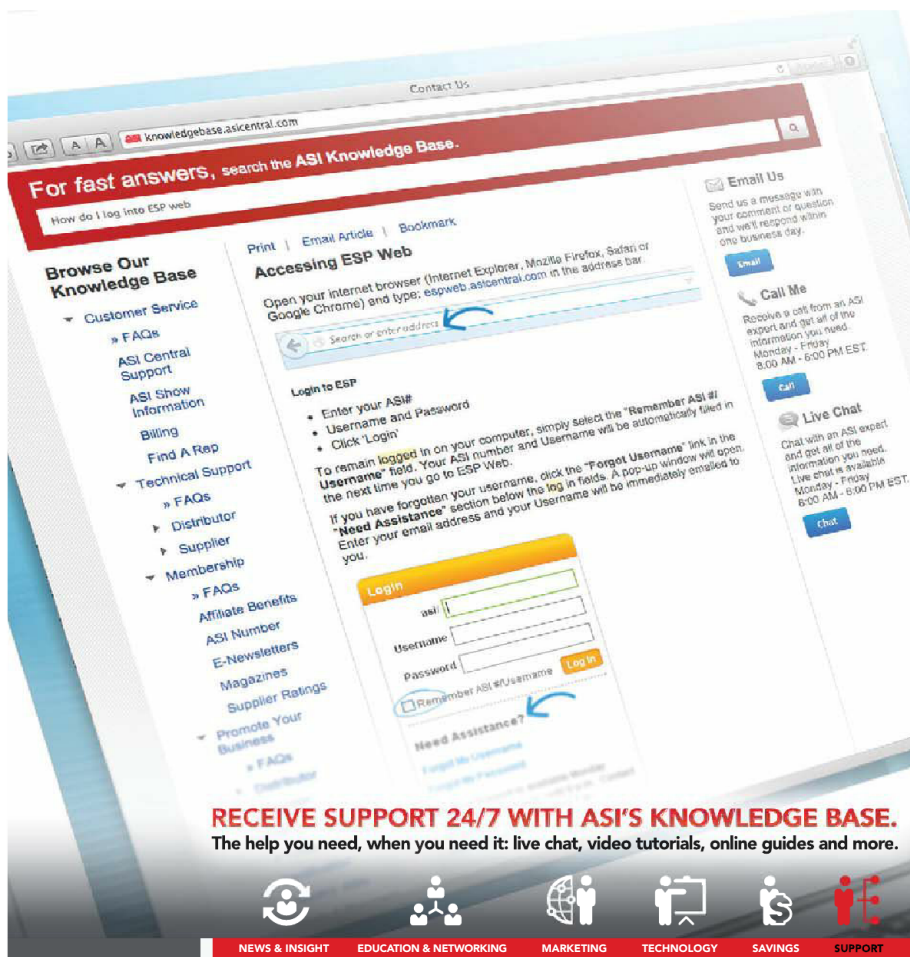 Contact Us
A A knowledgebase.asicentral.com
For fast answers, search the ASI Knowledge Base.
How do I log into ESP web
Browse Our
Knowledge Base
Customer Service
» FAQs
ASI Central
Support
ASI Show
Information
Billing
Find A Rep
Technical Support
» FAQs
Distributor
Supplier
Membership
» FAQs
Affiliate Benefits
ASI Number
E-Newsletters
Magazines
Supplier Ratings
Promote Your
Business
» FAQs
Distributor
Print | Email Article | Bookmark
Accessing ESP Web
Open your internet browser (Internet Explorer, Mozilla Firefox, Safari or
Google Chrome) and type: espweb.asicentral.com in the address bar.
Search or enter address
Login to ESP
• Enter your ASI#
• Username and Password
• Click 'Login'
To remain logged in on your computer, simply select the "Remember ASI #/
Username" field. Your ASI number and Username will be automatically filled in
the next time you go to ESP Web.
If you have forgotten your username, click the "Forgot Username" link in the
"Need Assistance" section below the log in fields. A pop-up window will open.
Enter your email address and your Username will be immediately emailed to
you.
Login
asi/
Username
Password
Remember ASI #/Username Log In
Need Assistance?
Forgot My Username
Forgot My Password
Email Us
Send us a message with
your comment or question
and we'll respond within
one business day.
Email
Call Me
Receive a call from an ASI
expert and get all of the
information you need.
Monday - Friday
8:00 AM - 6:00 PM EST.
Call
Live Chat
Chat with an ASI expert
and get all of the
information you need.
Live chat is available
Monday - Friday
8:00 AM - 6:00 PM EST.
Chat
RECEIVE SUPPORT 24/7 WITH ASI'S KNOWLEDGE BASE.
The help you need, when you need it: live chat, video tutorials, online guides and more.
NEWS & INSIGHT EDUCATION & NETWORKING MARKETING TECHNOLOGY SAVINGS SUPPORT